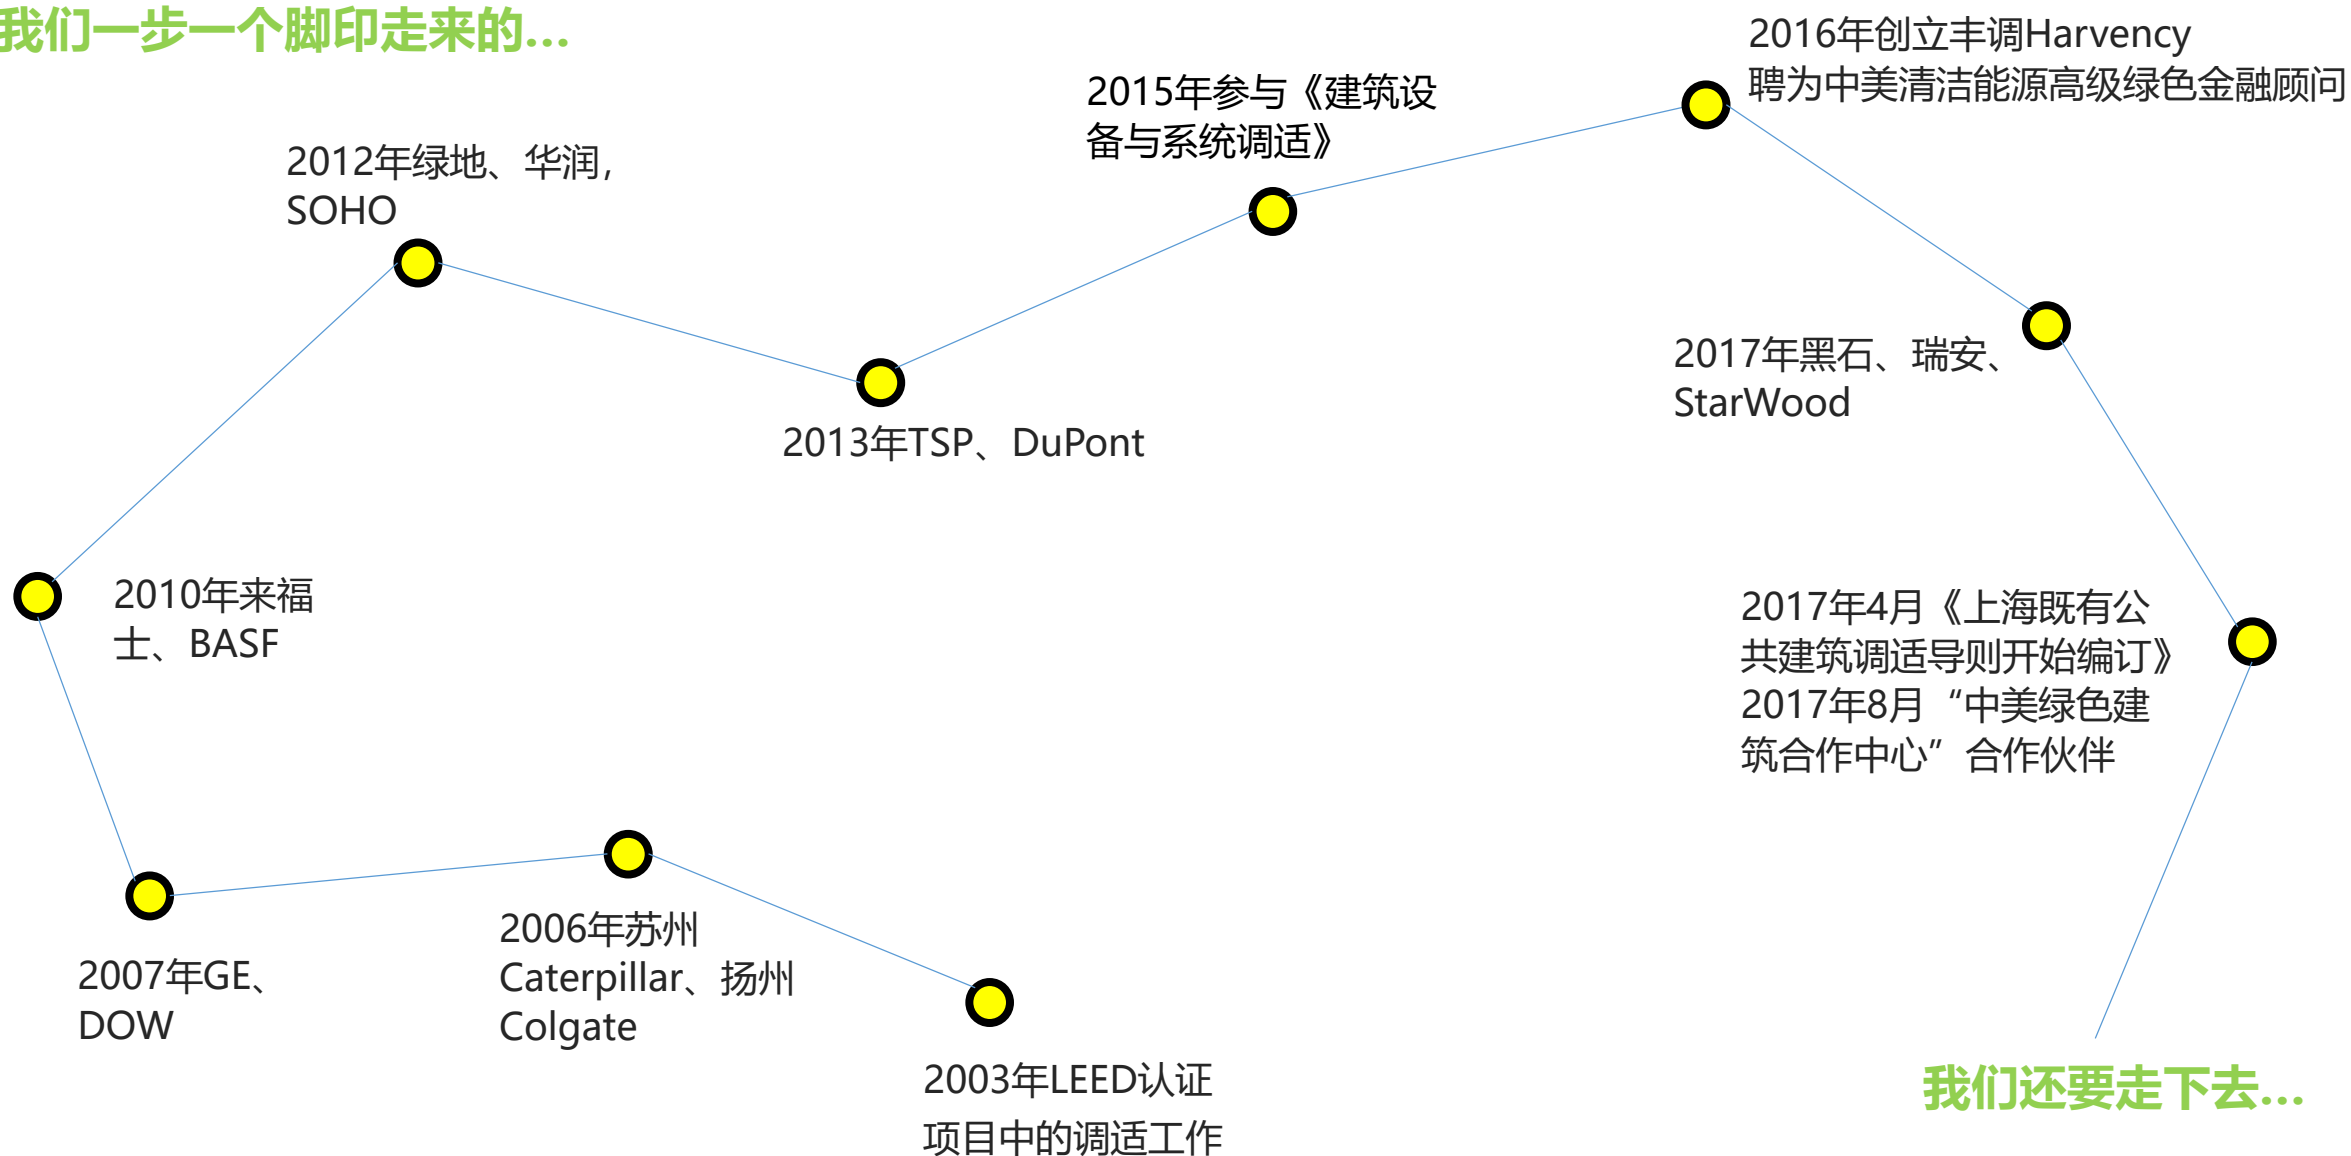 我们一步一个脚印走来的...
2016年创立丰调Harvency
聘为中美清洁能源高级绿色金融顾问
2015年参与《建筑设
备与系统调适》
2012年绿地、华润,
SOHO
2017年黑石、瑞安、
StarWood
2013年TSP、DuPont
2010年来福
士、BASF
2017年4月《上海既有公
共建筑调适导则开始编订》
2017年8月“中美绿色建
筑合作中心”合作伙伴
2006年苏州
Caterpillar、扬州
Colgate
2007年GE、
DOW
2003年LEED认证
项目中的调适工作
我们还要走下去...